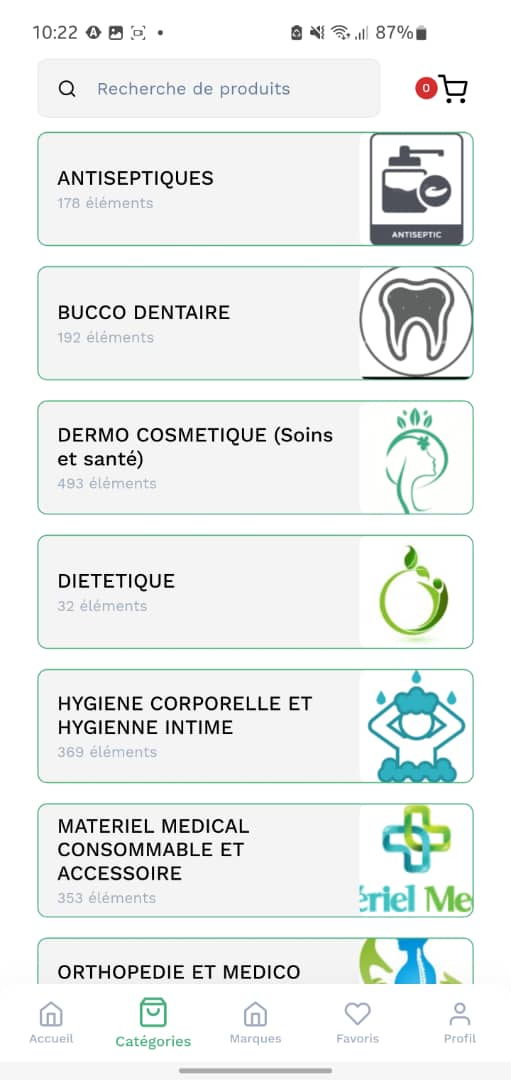 10:22
87%
Recherche de produits
0
ANTISEPTIQUES
178 éléments
ANTISEPTIC
BUCCO DENTAIRE
192 éléments
DERMO COSMETIQUE (Soins
et santé)
493 éléments
DIETETIQUE
32 éléments
HYGIENE CORPORELLE ET
HYGIENNE INTIME
369 éléments
MATERIEL MEDICAL
CONSOMMABLE ET
ACCESSOIRE
353 éléments
ériel Me
ORTHOPEDIE ET MEDICO
Accueil
Catégories
Marques
Favoris
Profil